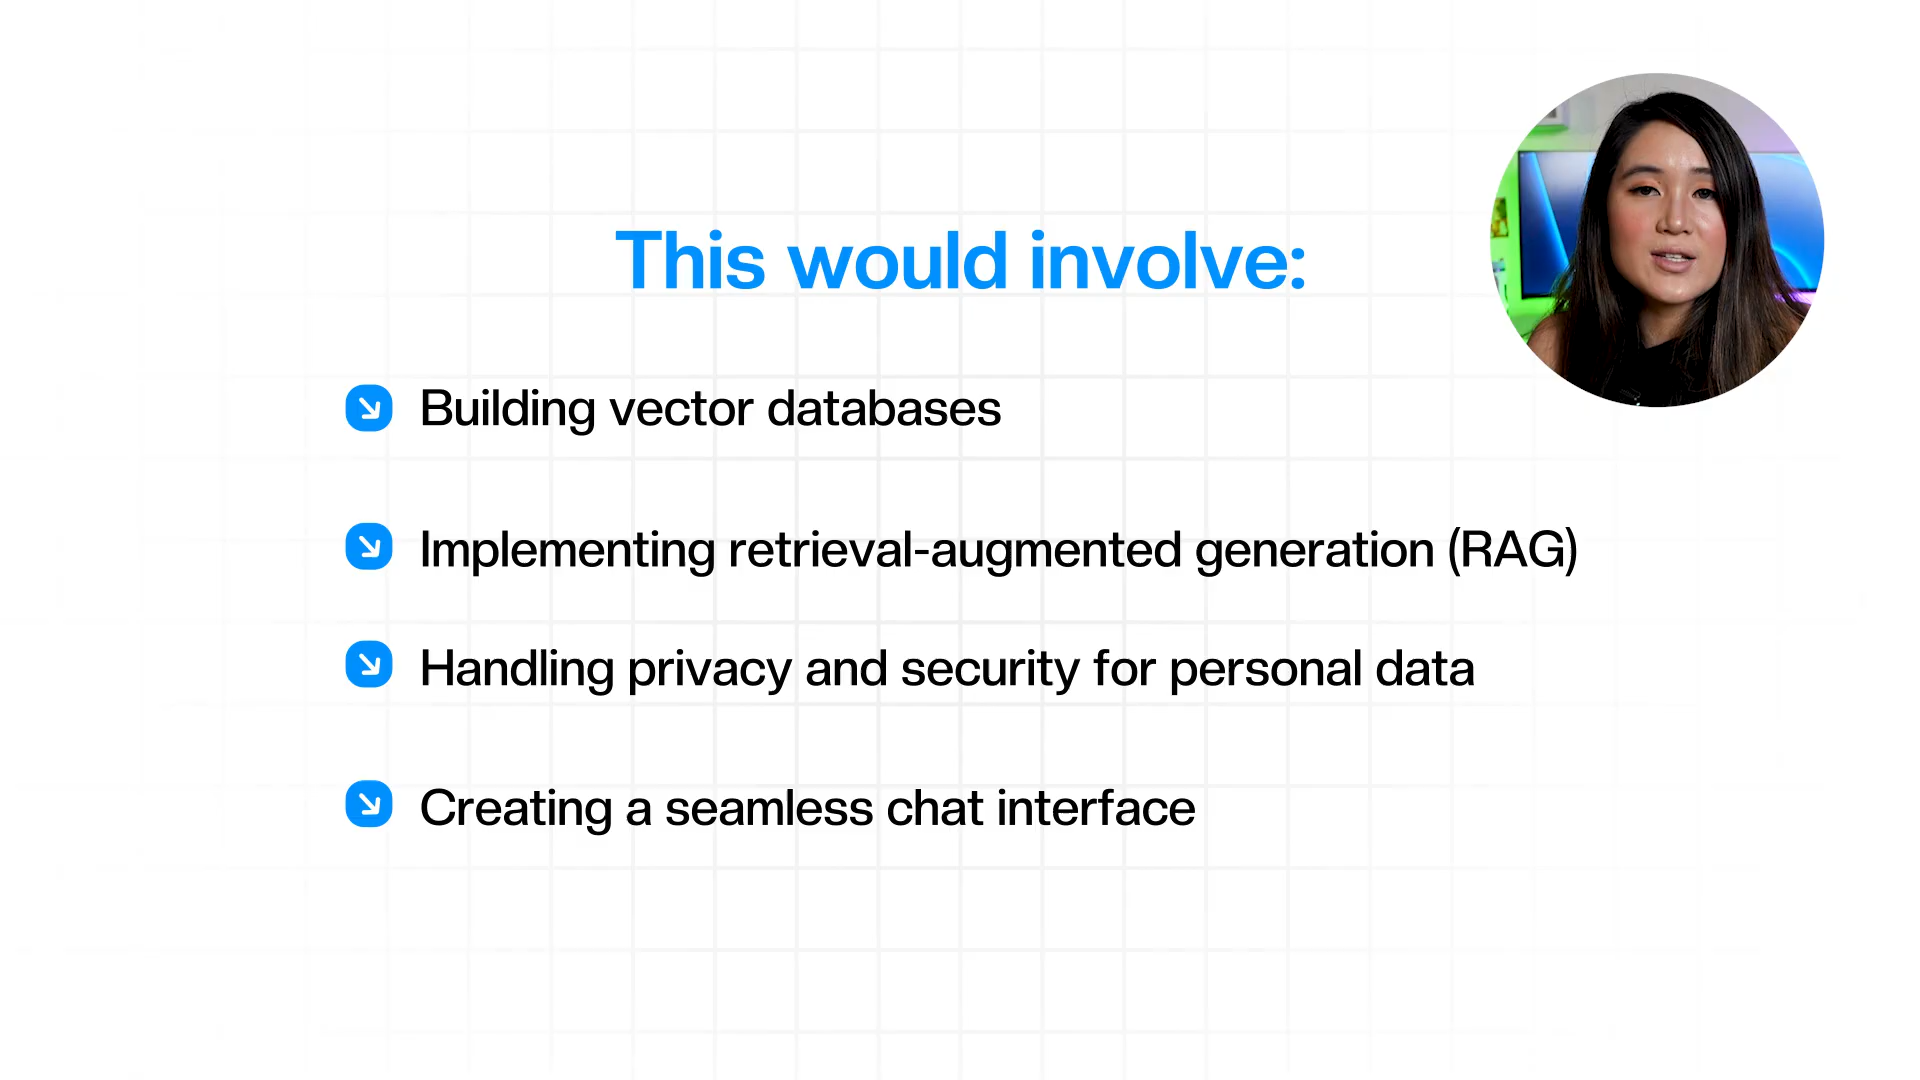 This would involve:
Building vector databases
Implementing retrieval-augmented generation (RAG)
Handling privacy and security for personal data
Creating a seamless chat interface